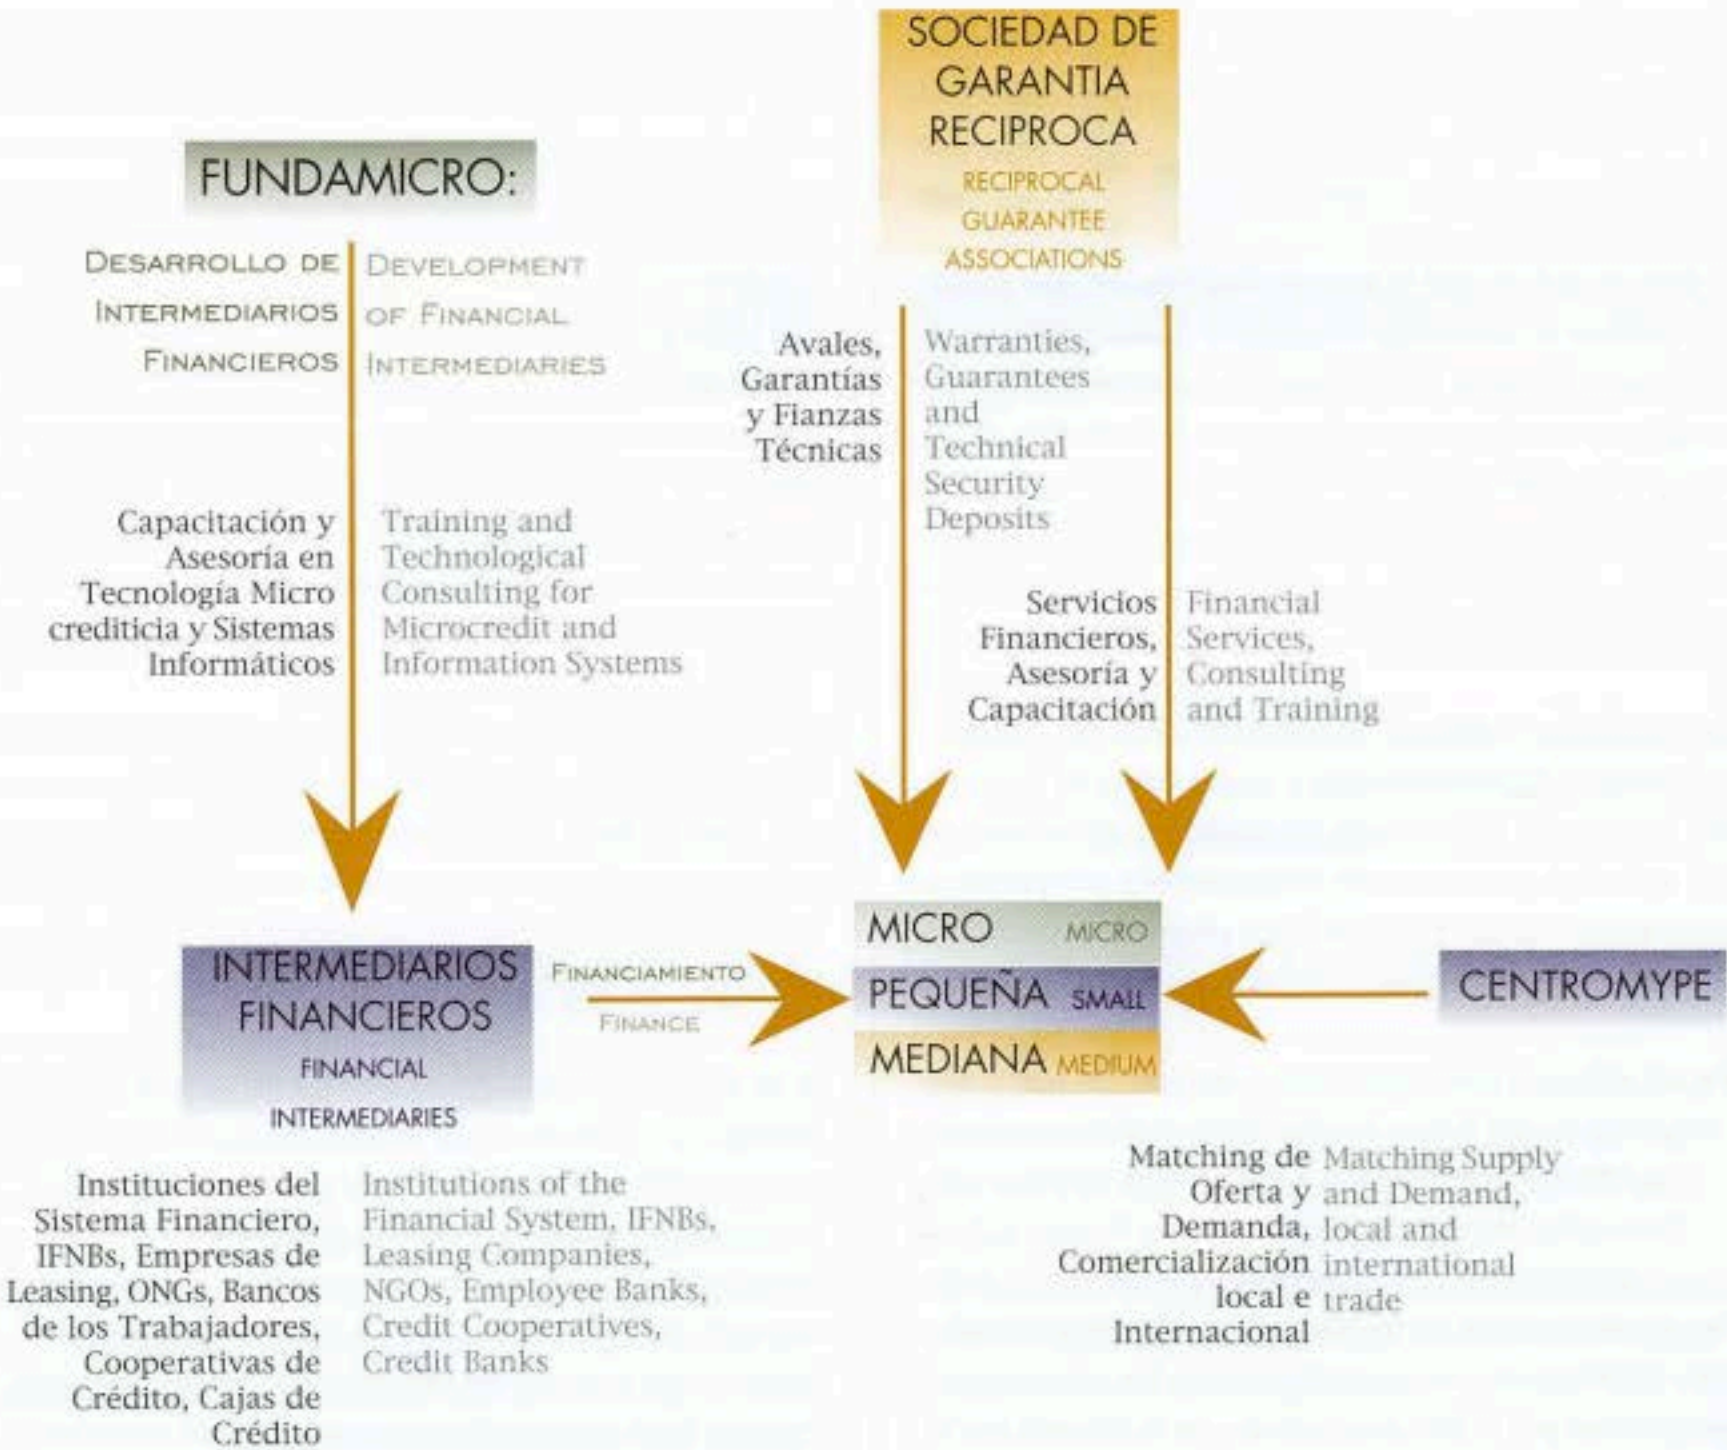 SOCIEDAD DE
GARANTIA
RECIPROCA
RECIPROCAL
GUARANTEE
ASSOCIATIONS
FUNDAMICRO:
DESARROLLO DE
INTERMEDIARIOS
FINANCIEROS
DEVELOPMENT
OF FINANCIAL
INTERMEDIARIES
Capacitación y
Asesoría en
Tecnología Micro
crediticia y Sistemas
Informáticos
Training and
Technological
Consulting for
Microcredit and
Information Systems
Avales,
Garantías
y Fianzas
Técnicas
Warranties,
Guarantees
and
Technical
Security
Deposits
Servicios
Financieros,
Asesoría y
Capacitación
Financial
Services,
Consulting
and Training
INTERMEDIARIOS
FINANCIEROS
FINANCIAL
INTERMEDIARIES
FINANCIAMIENTO
FINANCE
MICRO MICRO
PEQUEÑA SMALL
MEDIANA MEDIUM
CENTROMYPE
Instituciones del
Sistema Financiero,
IFNBs, Empresas de
Leasing, ONGs, Bancos
de los Trabajadores,
Cooperativas de
Crédito, Cajas de
Crédito
Institutions of the
Financial System, IFNBs,
Leasing Companies,
NGOs, Employee Banks,
Credit Cooperatives,
Credit Banks
Matching de
Oferta y
Demanda,
Comercialización
local e
Internacional
Matching Supply
and Demand,
local and
international
trade